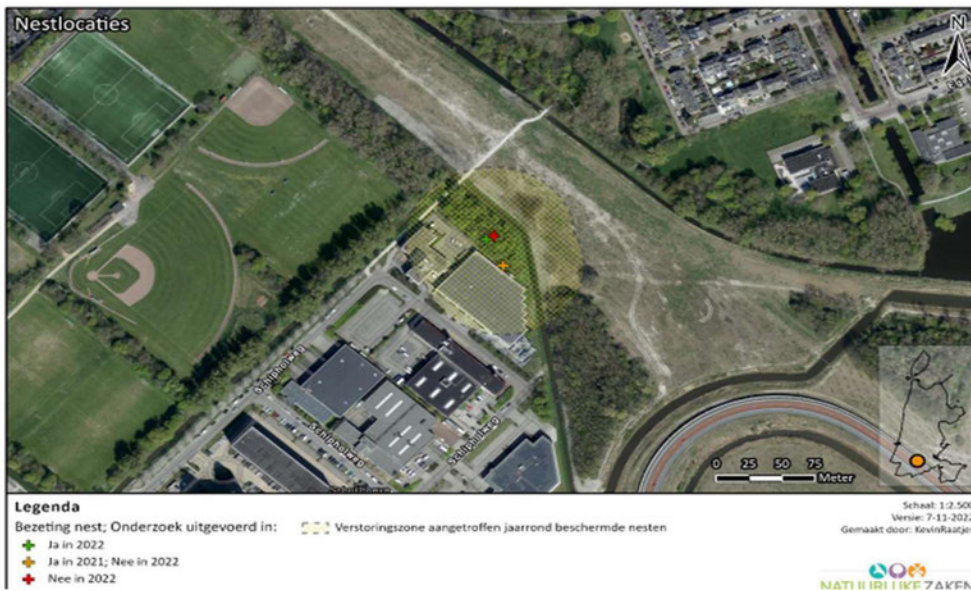 Nestlocaties
N
Schipholweg
Schipholweg
Schipholweg
0 25 50 75
Meter
Legenda
Bezeting nest; Onderzoek uitgevoerd in:
Ja in 2022
Ja in 2021; Nee in 2022
Nee in 2022
Verstoringszone aangetroffen jaarrond beschermde nesten
Schaal: 1:2.500
Versie: 7-11-2022
Gemaakt door: KevinRaatjes
NATUURLIJKE ZAKEN